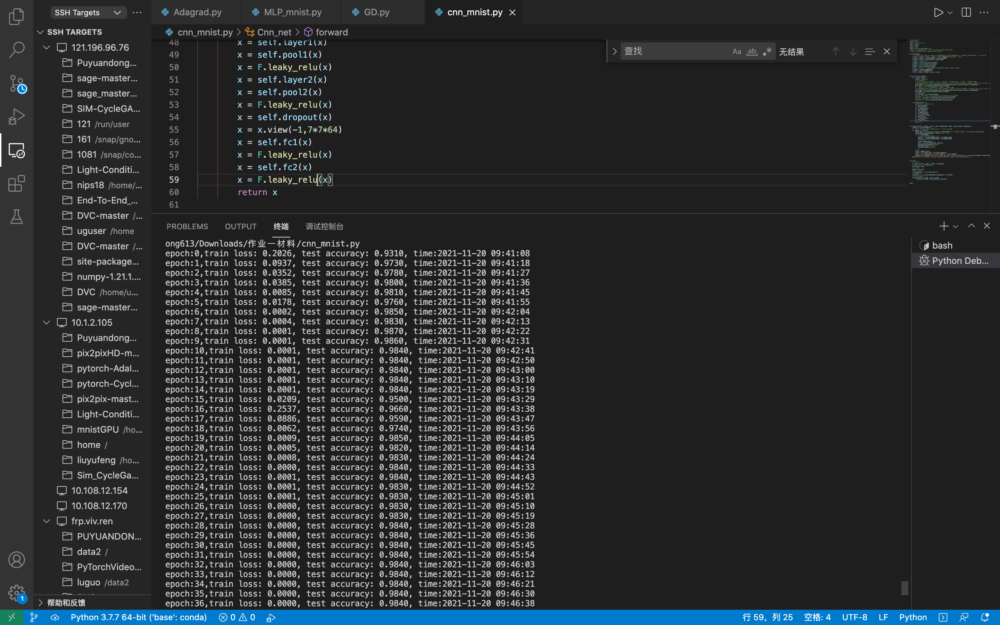 SSH Targets
Adagrad.py
MLP_mnist.py
GD.py
cnn_mnist.py
SSH TARGETS
121.196.96.76
Puyuandong...
sage-master...
sage_master...
SIM-CycleGA...
121 /run/user
161 /snap/gno...
1081 /snap/co...
Light-Conditi...
nips18 /home/...
End-To-End_...
DVC-master /...
uguser /home
DVC-master /...
site-package...
numpy-1.21.1....
DVC /home/u...
sage-master...
10.1.2.105
Puyuandong...
pix2pixHD-m...
pytorch-Adal...
pytorch-Cycl...
pix2pix-mast...
Light-Conditi...
mnistGPU /ho...
home /
liuyufeng /ho...
Sim_CycleGa...
10.108.12.154
10.108.12.170
frp.viv.ren
PUYUANDON...
data2 /
PyTorchVideo...
luguo /data2
帮助和反馈
cnn_mnist.py > Cnn_net > forward
查找
Aa ab .*
无结果
48 x = self.layer1(x)
49 x = self.pool1(x)
50 x = F.leaky_relu(x)
51 x = self.layer2(x)
52 x = self.pool2(x)
53 x = F.leaky_relu(x)
54 x = self.dropout(x)
55 x = x.view(-1,7*7*64)
56 x = self.fc1(x)
57 x = F.leaky_relu(x)
58 x = self.fc2(x)
59 x = F.leaky_relu(x)
60 return x
61
PROBLEMS OUTPUT 终端 调试控制台
ong613/Downloads/作业一材料/cnn_mnist.py
epoch:0,train loss: 0.2026, test accuracy: 0.9310, time:2021-11-20 09:41:08
epoch:1,train loss: 0.0937, test accuracy: 0.9730, time:2021-11-20 09:41:18
epoch:2,train loss: 0.0352, test accuracy: 0.9780, time:2021-11-20 09:41:27
epoch:3,train loss: 0.0385, test accuracy: 0.9800, time:2021-11-20 09:41:36
epoch:4,train loss: 0.0085, test accuracy: 0.9810, time:2021-11-20 09:41:45
epoch:5,train loss: 0.0178, test accuracy: 0.9760, time:2021-11-20 09:41:55
epoch:6,train loss: 0.0002, test accuracy: 0.9850, time:2021-11-20 09:42:04
epoch:7,train loss: 0.0004, test accuracy: 0.9830, time:2021-11-20 09:42:13
epoch:8,train loss: 0.0001, test accuracy: 0.9870, time:2021-11-20 09:42:22
epoch:9,train loss: 0.0001, test accuracy: 0.9860, time:2021-11-20 09:42:31
epoch:10,train loss: 0.0001, test accuracy: 0.9840, time:2021-11-20 09:42:41
epoch:11,train loss: 0.0001, test accuracy: 0.9840, time:2021-11-20 09:42:50
epoch:12,train loss: 0.0001, test accuracy: 0.9840, time:2021-11-20 09:43:00
epoch:13,train loss: 0.0001, test accuracy: 0.9840, time:2021-11-20 09:43:10
epoch:14,train loss: 0.0001, test accuracy: 0.9840, time:2021-11-20 09:43:19
epoch:15,train loss: 0.0209, test accuracy: 0.9500, time:2021-11-20 09:43:29
epoch:16,train loss: 0.2537, test accuracy: 0.9660, time:2021-11-20 09:43:38
epoch:17,train loss: 0.0886, test accuracy: 0.9590, time:2021-11-20 09:43:47
epoch:18,train loss: 0.0062, test accuracy: 0.9740, time:2021-11-20 09:43:56
epoch:19,train loss: 0.0009, test accuracy: 0.9850, time:2021-11-20 09:44:05
epoch:20,train loss: 0.0005, test accuracy: 0.9820, time:2021-11-20 09:44:14
epoch:21,train loss: 0.0008, test accuracy: 0.9830, time:2021-11-20 09:44:24
epoch:22,train loss: 0.0000, test accuracy: 0.9840, time:2021-11-20 09:44:33
epoch:23,train loss: 0.0001, test accuracy: 0.9840, time:2021-11-20 09:44:43
epoch:24,train loss: 0.0001, test accuracy: 0.9830, time:2021-11-20 09:44:52
epoch:25,train loss: 0.0001, test accuracy: 0.9830, time:2021-11-20 09:45:01
epoch:26,train loss: 0.0000, test accuracy: 0.9830, time:2021-11-20 09:45:10
epoch:27,train loss: 0.0000, test accuracy: 0.9830, time:2021-11-20 09:45:19
epoch:28,train loss: 0.0000, test accuracy: 0.9840, time:2021-11-20 09:45:28
epoch:29,train loss: 0.0000, test accuracy: 0.9840, time:2021-11-20 09:45:36
epoch:30,train loss: 0.0000, test accuracy: 0.9840, time:2021-11-20 09:45:45
epoch:31,train loss: 0.0000, test accuracy: 0.9840, time:2021-11-20 09:45:54
epoch:32,train loss: 0.0000, test accuracy: 0.9840, time:2021-11-20 09:46:03
epoch:33,train loss: 0.0000, test accuracy: 0.9840, time:2021-11-20 09:46:12
epoch:34,train loss: 0.0000, test accuracy: 0.9840, time:2021-11-20 09:46:21
epoch:35,train loss: 0.0000, test accuracy: 0.9840, time:2021-11-20 09:46:30
epoch:36,train loss: 0.0000, test accuracy: 0.9840, time:2021-11-20 09:46:38
bash
Python Deb...
1
Python 3.7.7 64-bit ('base': conda)
0 0
行 59，列 25
空格: 4
UTF-8
LF
Python